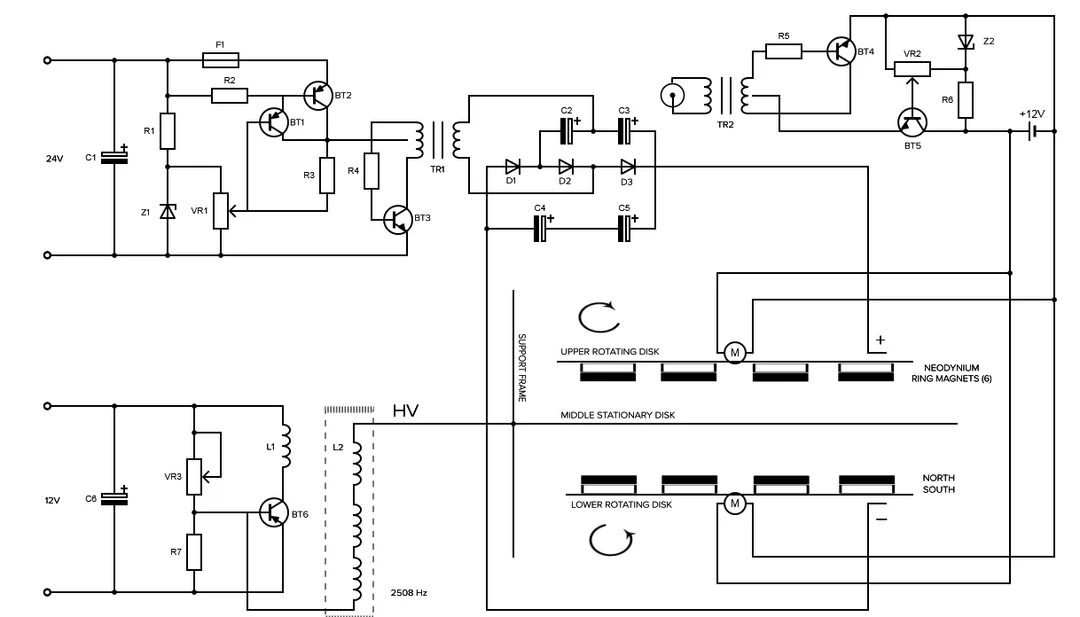 F1
R2
BT2
BT1
R1
24V
C1
R3
Z1
VR1
R4
TR1
BT3
C2
C3
D1
D2
D3
C4
C5
TR2
R5
BT4
VR2
Z2
R6
BT5
+12V
SUPPORT FRAME
UPPER ROTATING DISK
M
+
NEODYNIUM
RING MAGNETS (6)
HV
MIDDLE STATIONARY DISK
L1
L2
VR3
12V
C6
BT6
R7
2508 Hz
NORTH
SOUTH
LOWER ROTATING DISK
M
−